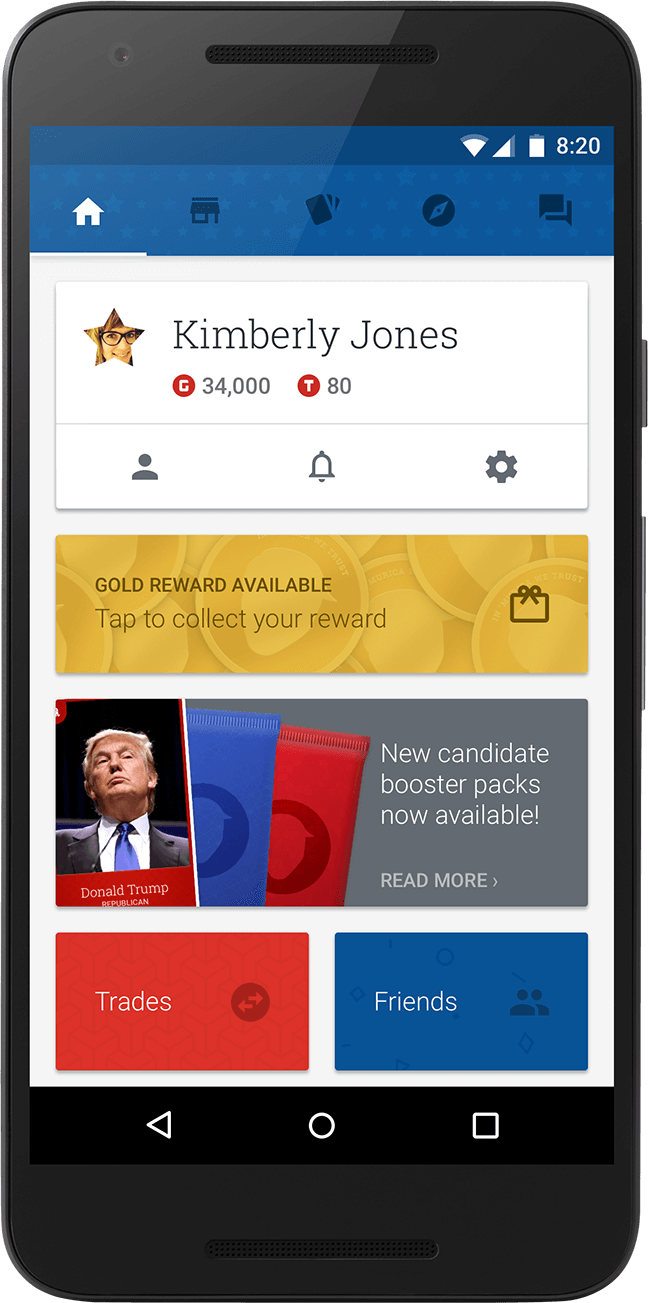 8:20
Kimberly Jones
G 34,000 T 80
GOLD REWARD AVAILABLE
Tap to collect your reward
New candidate
booster packs
now available!
READ MORE ›
Donald Trump
REPUBLICAN
Trades
Friends